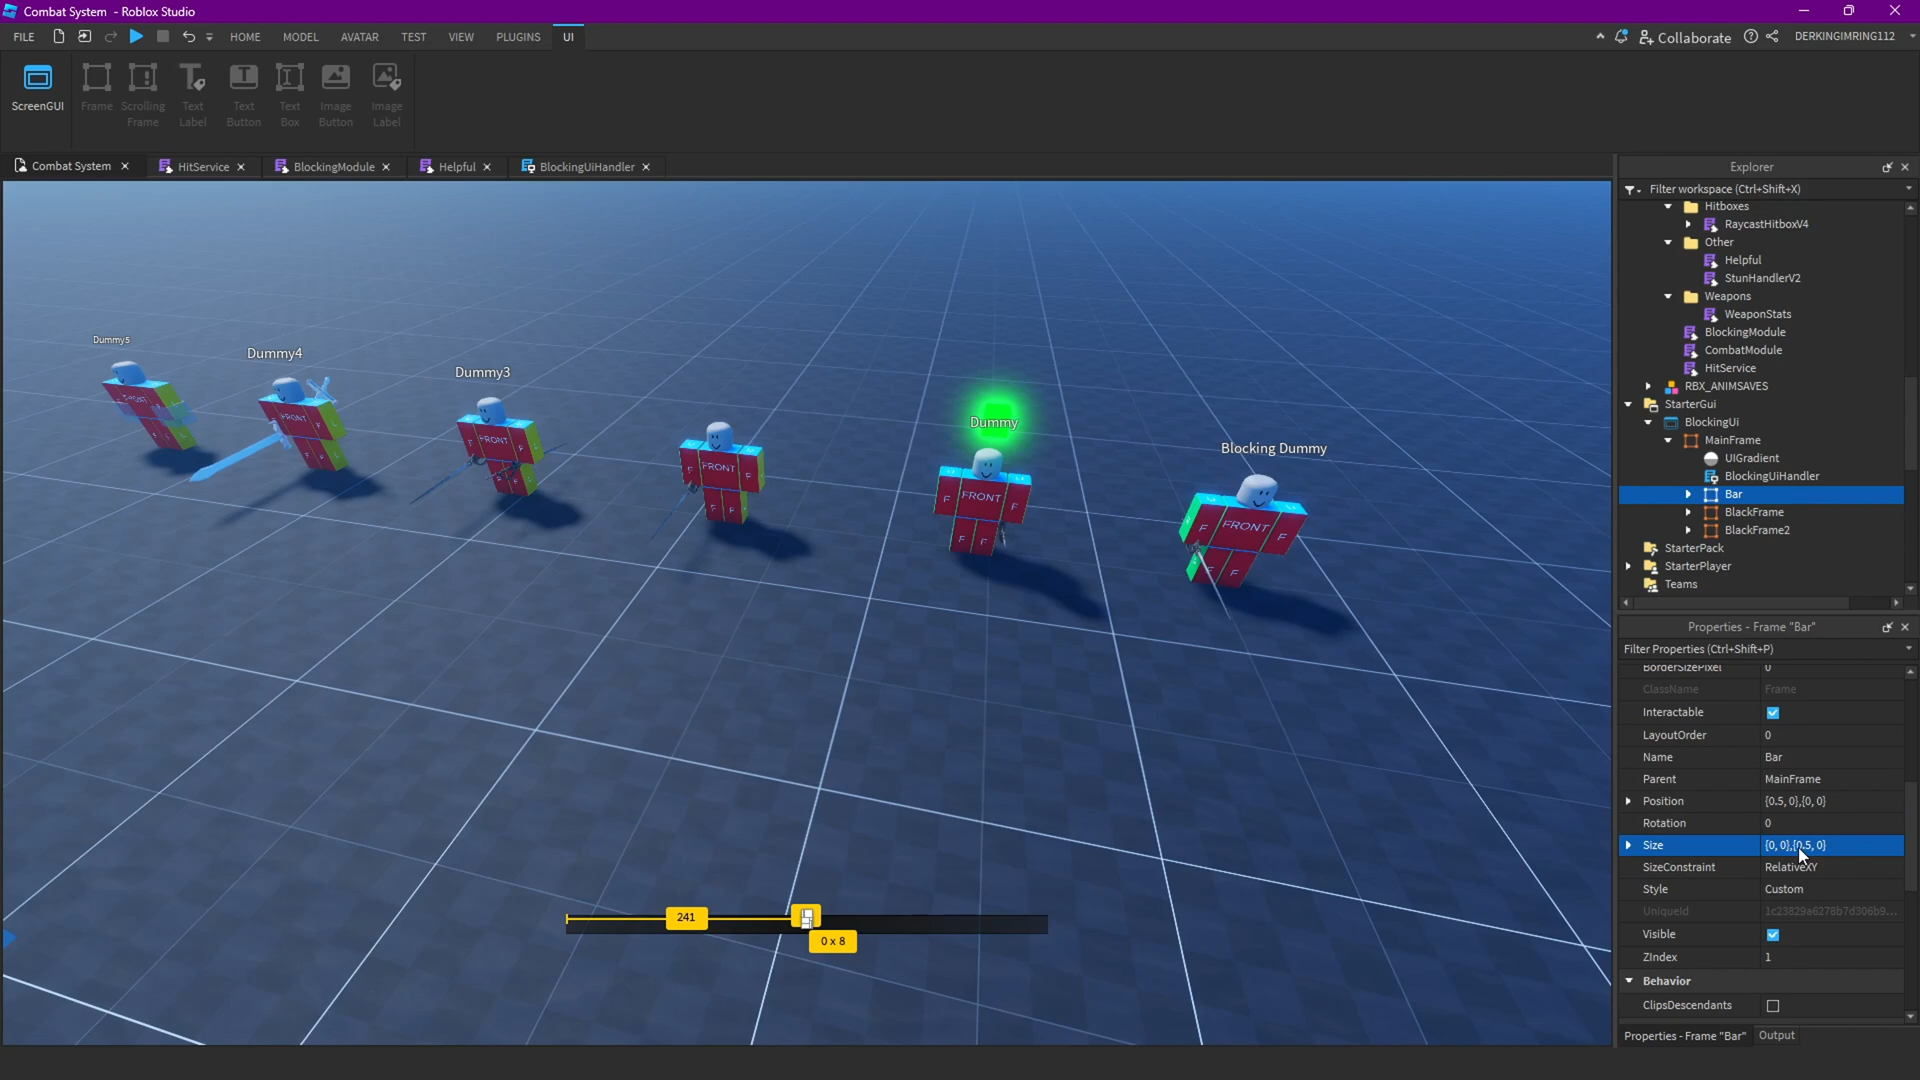 Combat System - Roblox Studio
FILE HOME MODEL AVATAR TEST VIEW PLUGINS UI
Collaborate DERKINGIMRING112
ScreenGUI
Frame
Scrolling
Frame
Text
Label
Text
Button
Text
Box
Image
Button
Image
Label
Combat System HitService BlockingModule Helpful BlockingUiHandler
Dummy5
Dummy4
Dummy3
Dummy
Blocking Dummy
FRONT
F F
FRONT
F F
FRONT
F F
FRONT
F F
F F
FRONT
F F
F F
241
0 x 8
Explorer
Filter workspace (Ctrl+Shift+X)
Hitboxes
RaycastHitboxV4
Other
Helpful
StunHandlerV2
Weapons
WeaponStats
BlockingModule
CombatModule
HitService
RBX_ANIMSAVES
StarterGui
BlockingUi
MainFrame
UIGradient
BlockingUiHandler
Bar
BlackFrame
BlackFrame2
StarterPack
StarterPlayer
Teams
Properties - Frame "Bar"
Filter Properties (Ctrl+Shift+P)
BorderSizePixel 0
ClassName Frame
Interactable
LayoutOrder 0
Name Bar
Parent MainFrame
Position {0.5, 0},{0, 0}
Rotation 0
Size {0, 0},{0.5, 0}
SizeConstraint RelativeXY
Style Custom
UniqueId 1c23829a6278b7d306b9...
Visible
ZIndex 1
Behavior
ClipsDescendants
Properties - Frame "Bar" Output